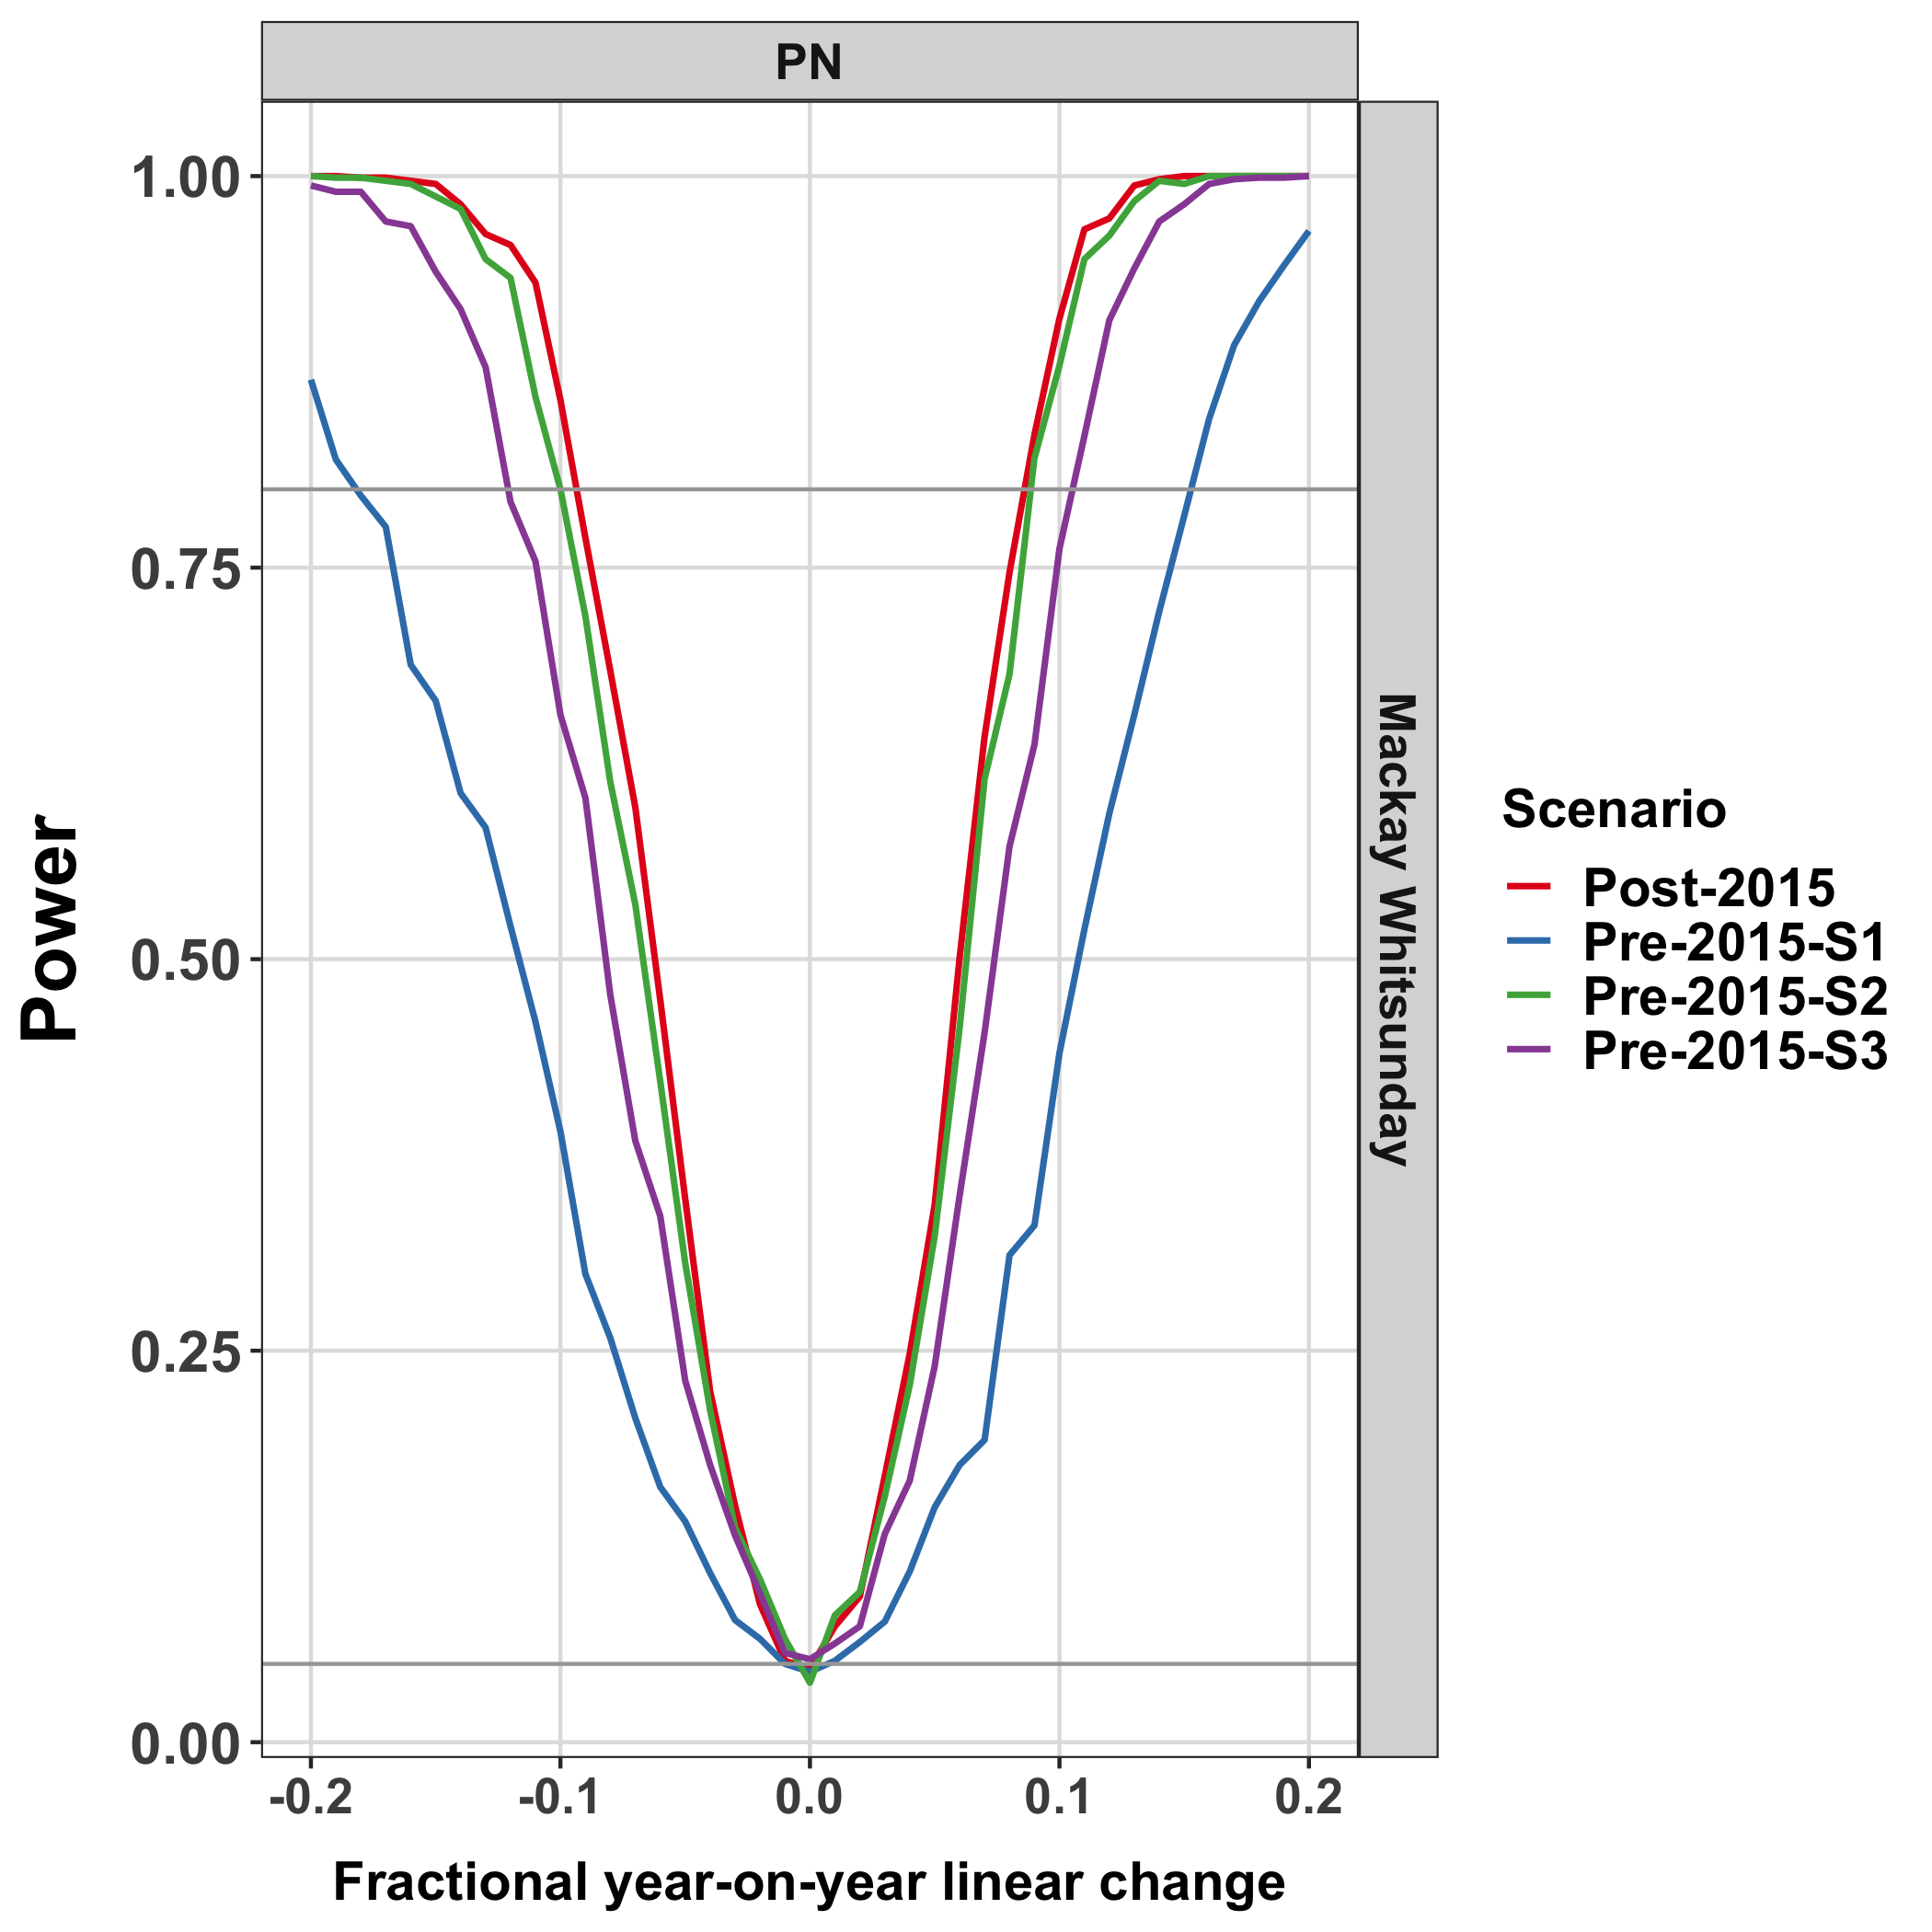 PN
1.00
0.75
0.50
0.25
0.00
Power
-0.2
-0.1
0.0
0.1
0.2
Fractional year-on-year linear change
Mackay Whitsunday
Scenario
Post-2015
Pre-2015-S1
Pre-2015-S2
Pre-2015-S3